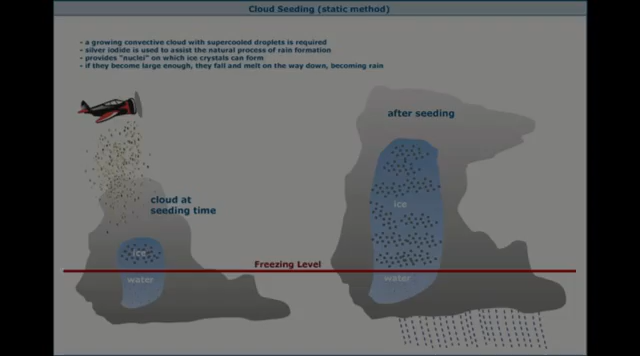 Cloud Seeding (static method)
- a growing convective cloud with supercooled droplets is required
- silver iodide is used to assist the natural process of rain formation
- provides "nuclei" on which ice crystals can form
- if they become large enough, they fall and melt on the way down, becoming rain
after seeding
cloud at
seeding time
ice
ice
Freezing Level
water
water